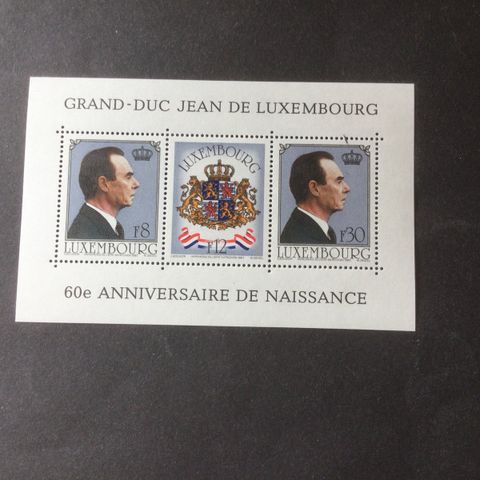 GRAND-DUC JEAN DE LUXEMBOURG
F8
LUXEMBOURG
LUXEMBOURG
F12
F30
LUXEMBOURG
60e ANNIVERSAIRE DE NAISSANCE